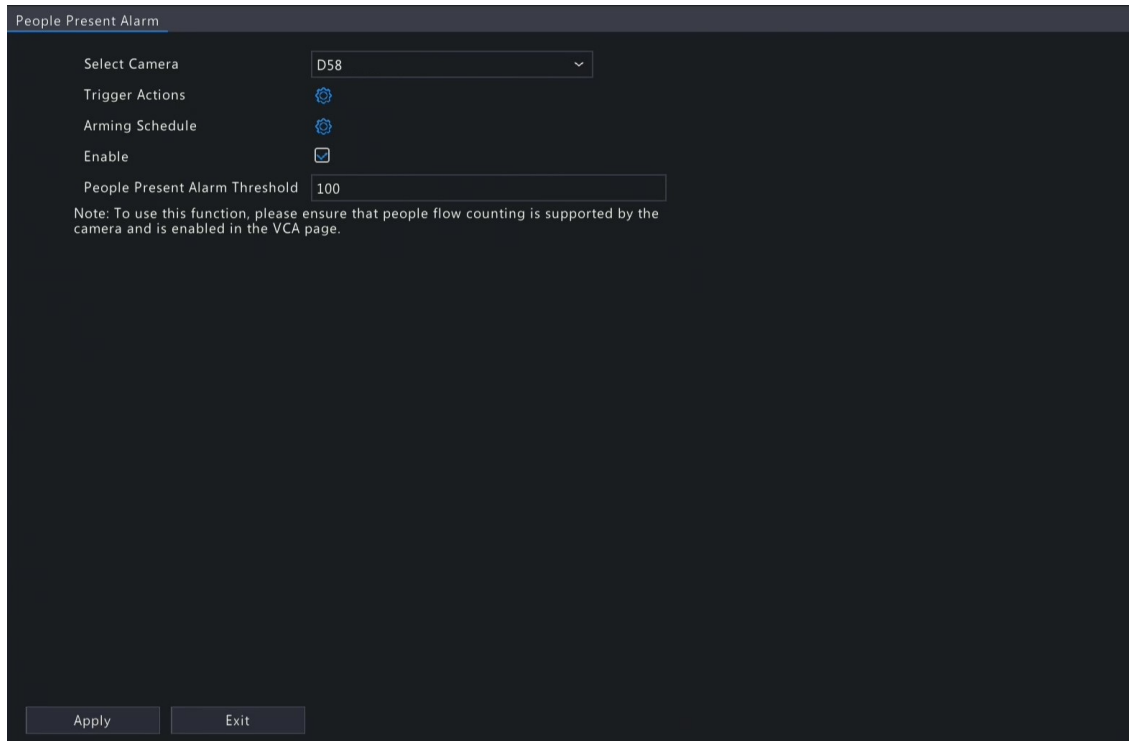 People Present Alarm
Select Camera D58
Trigger Actions
Arming Schedule
Enable
People Present Alarm Threshold 100
Note: To use this function, please ensure that people flow counting is supported by the
camera and is enabled in the VCA page.
Apply Exit